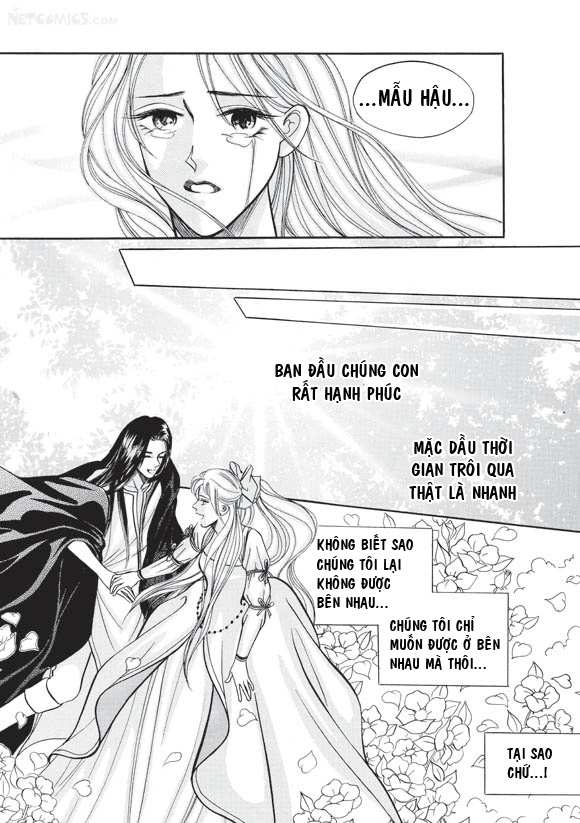 NETCOMICS.COM
...MẪU HẬU...
BAN ĐẦU CHÚNG CON
RẤT HẠNH PHÚC
MẶC DẦU THỜI
GIAN TRÔI QUA
THẬT LÀ NHANH
KHÔNG BIẾT SAO
CHÚNG TÔI LẠI
KHÔNG ĐƯỢC
BÊN NHAU...
CHÚNG TÔI CHỈ
MUỐN ĐƯỢC Ở BÊN
NHAU MÀ THÔI...
TẠI SAO
CHỨ...!